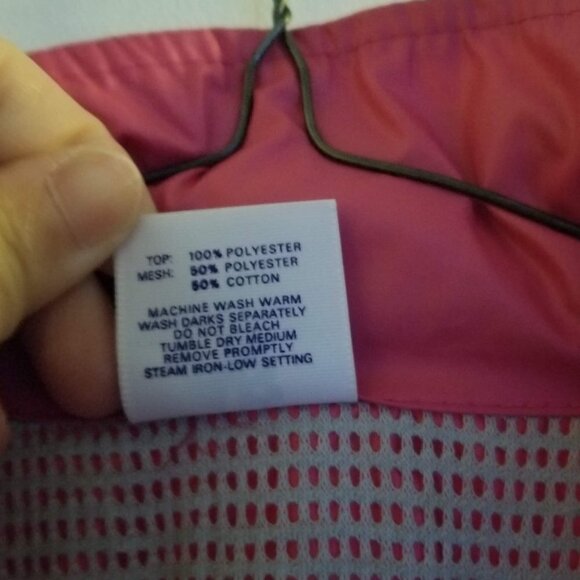 TOP: 100% POLYESTER
MESH: 50% POLYESTER
50% COTTON
MACHINE WASH WARM
WASH DARKS SEPARATELY
DO NOT BLEACH
TUMBLE DRY MEDIUM
REMOVE PROMPTLY
STEAM IRON-LOW SETTING